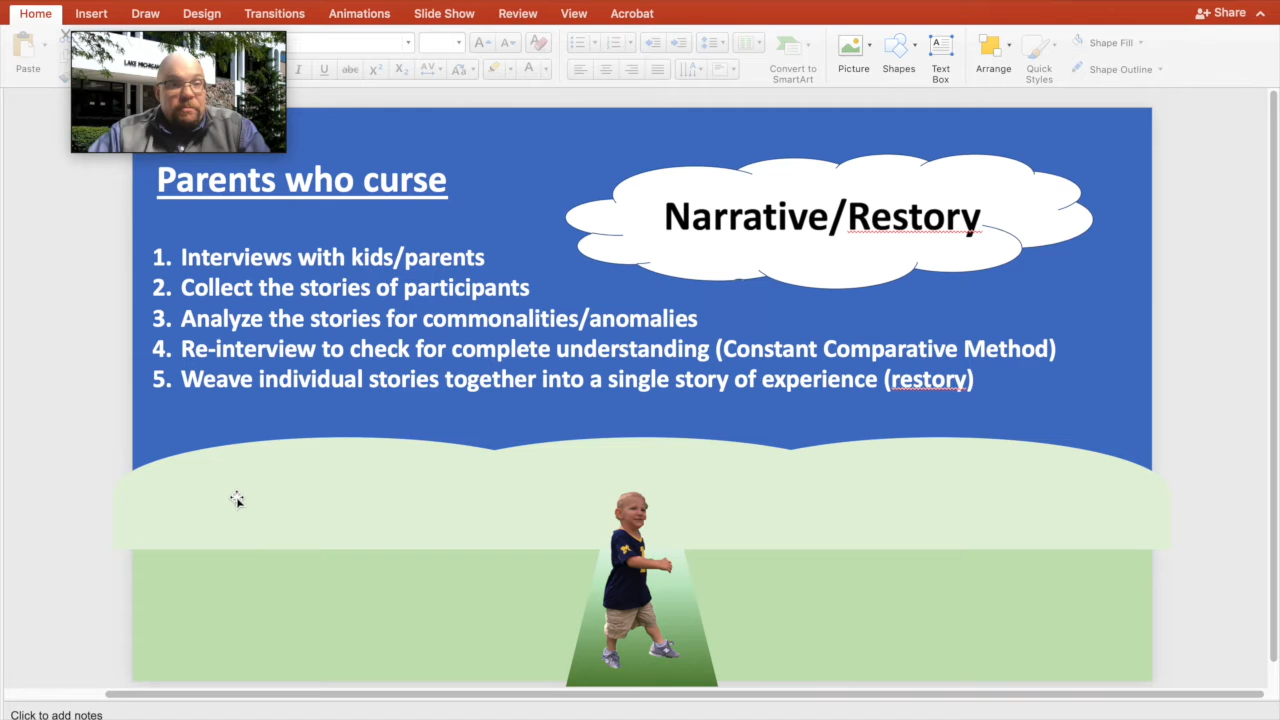 Home Insert Draw Design Transitions Animations Slide Show Review View Acrobat Share
Paste
Convert to
SmartArt
Picture
Shapes
Text
Box
Arrange
Quick
Styles
Shape Fill
Shape Outline
LAKE MICHIGAN
Parents who curse
Narrative/Restory
1. Interviews with kids/parents
2. Collect the stories of participants
3. Analyze the stories for commonalities/anomalies
4. Re-interview to check for complete understanding (Constant Comparative Method)
5. Weave individual stories together into a single story of experience (restory)
M
Click to add notes